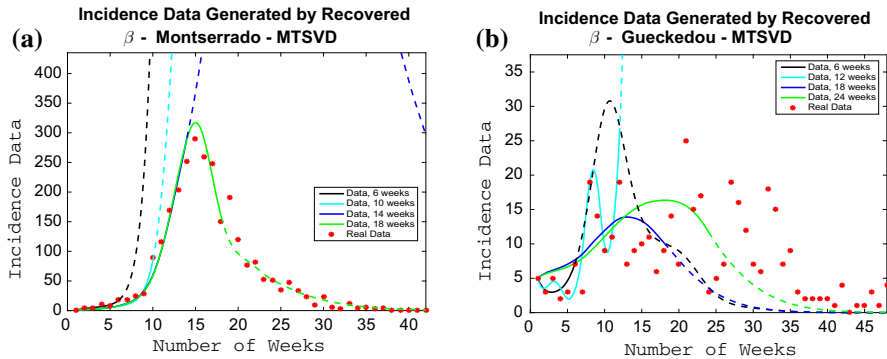 (a)
Incidence Data Generated by Recovered
β - Montserrado - MTSVD
Incidence Data
400
350
300
250
200
150
100
50
0
Data, 6 weeks
Data, 10 weeks
Data, 14 weeks
Data, 18 weeks
Real Data
0 5 10 15 20 25 30 35 40
Number of Weeks
(b)
Incidence Data Generated by Recovered
β - Gueckedou - MTSVD
Incidence Data
35
30
25
20
15
10
5
0
Data, 6 weeks
Data, 12 weeks
Data, 18 weeks
Data, 24 weeks
Real Data
0 5 10 15 20 25 30 35 40 45
Number of Weeks